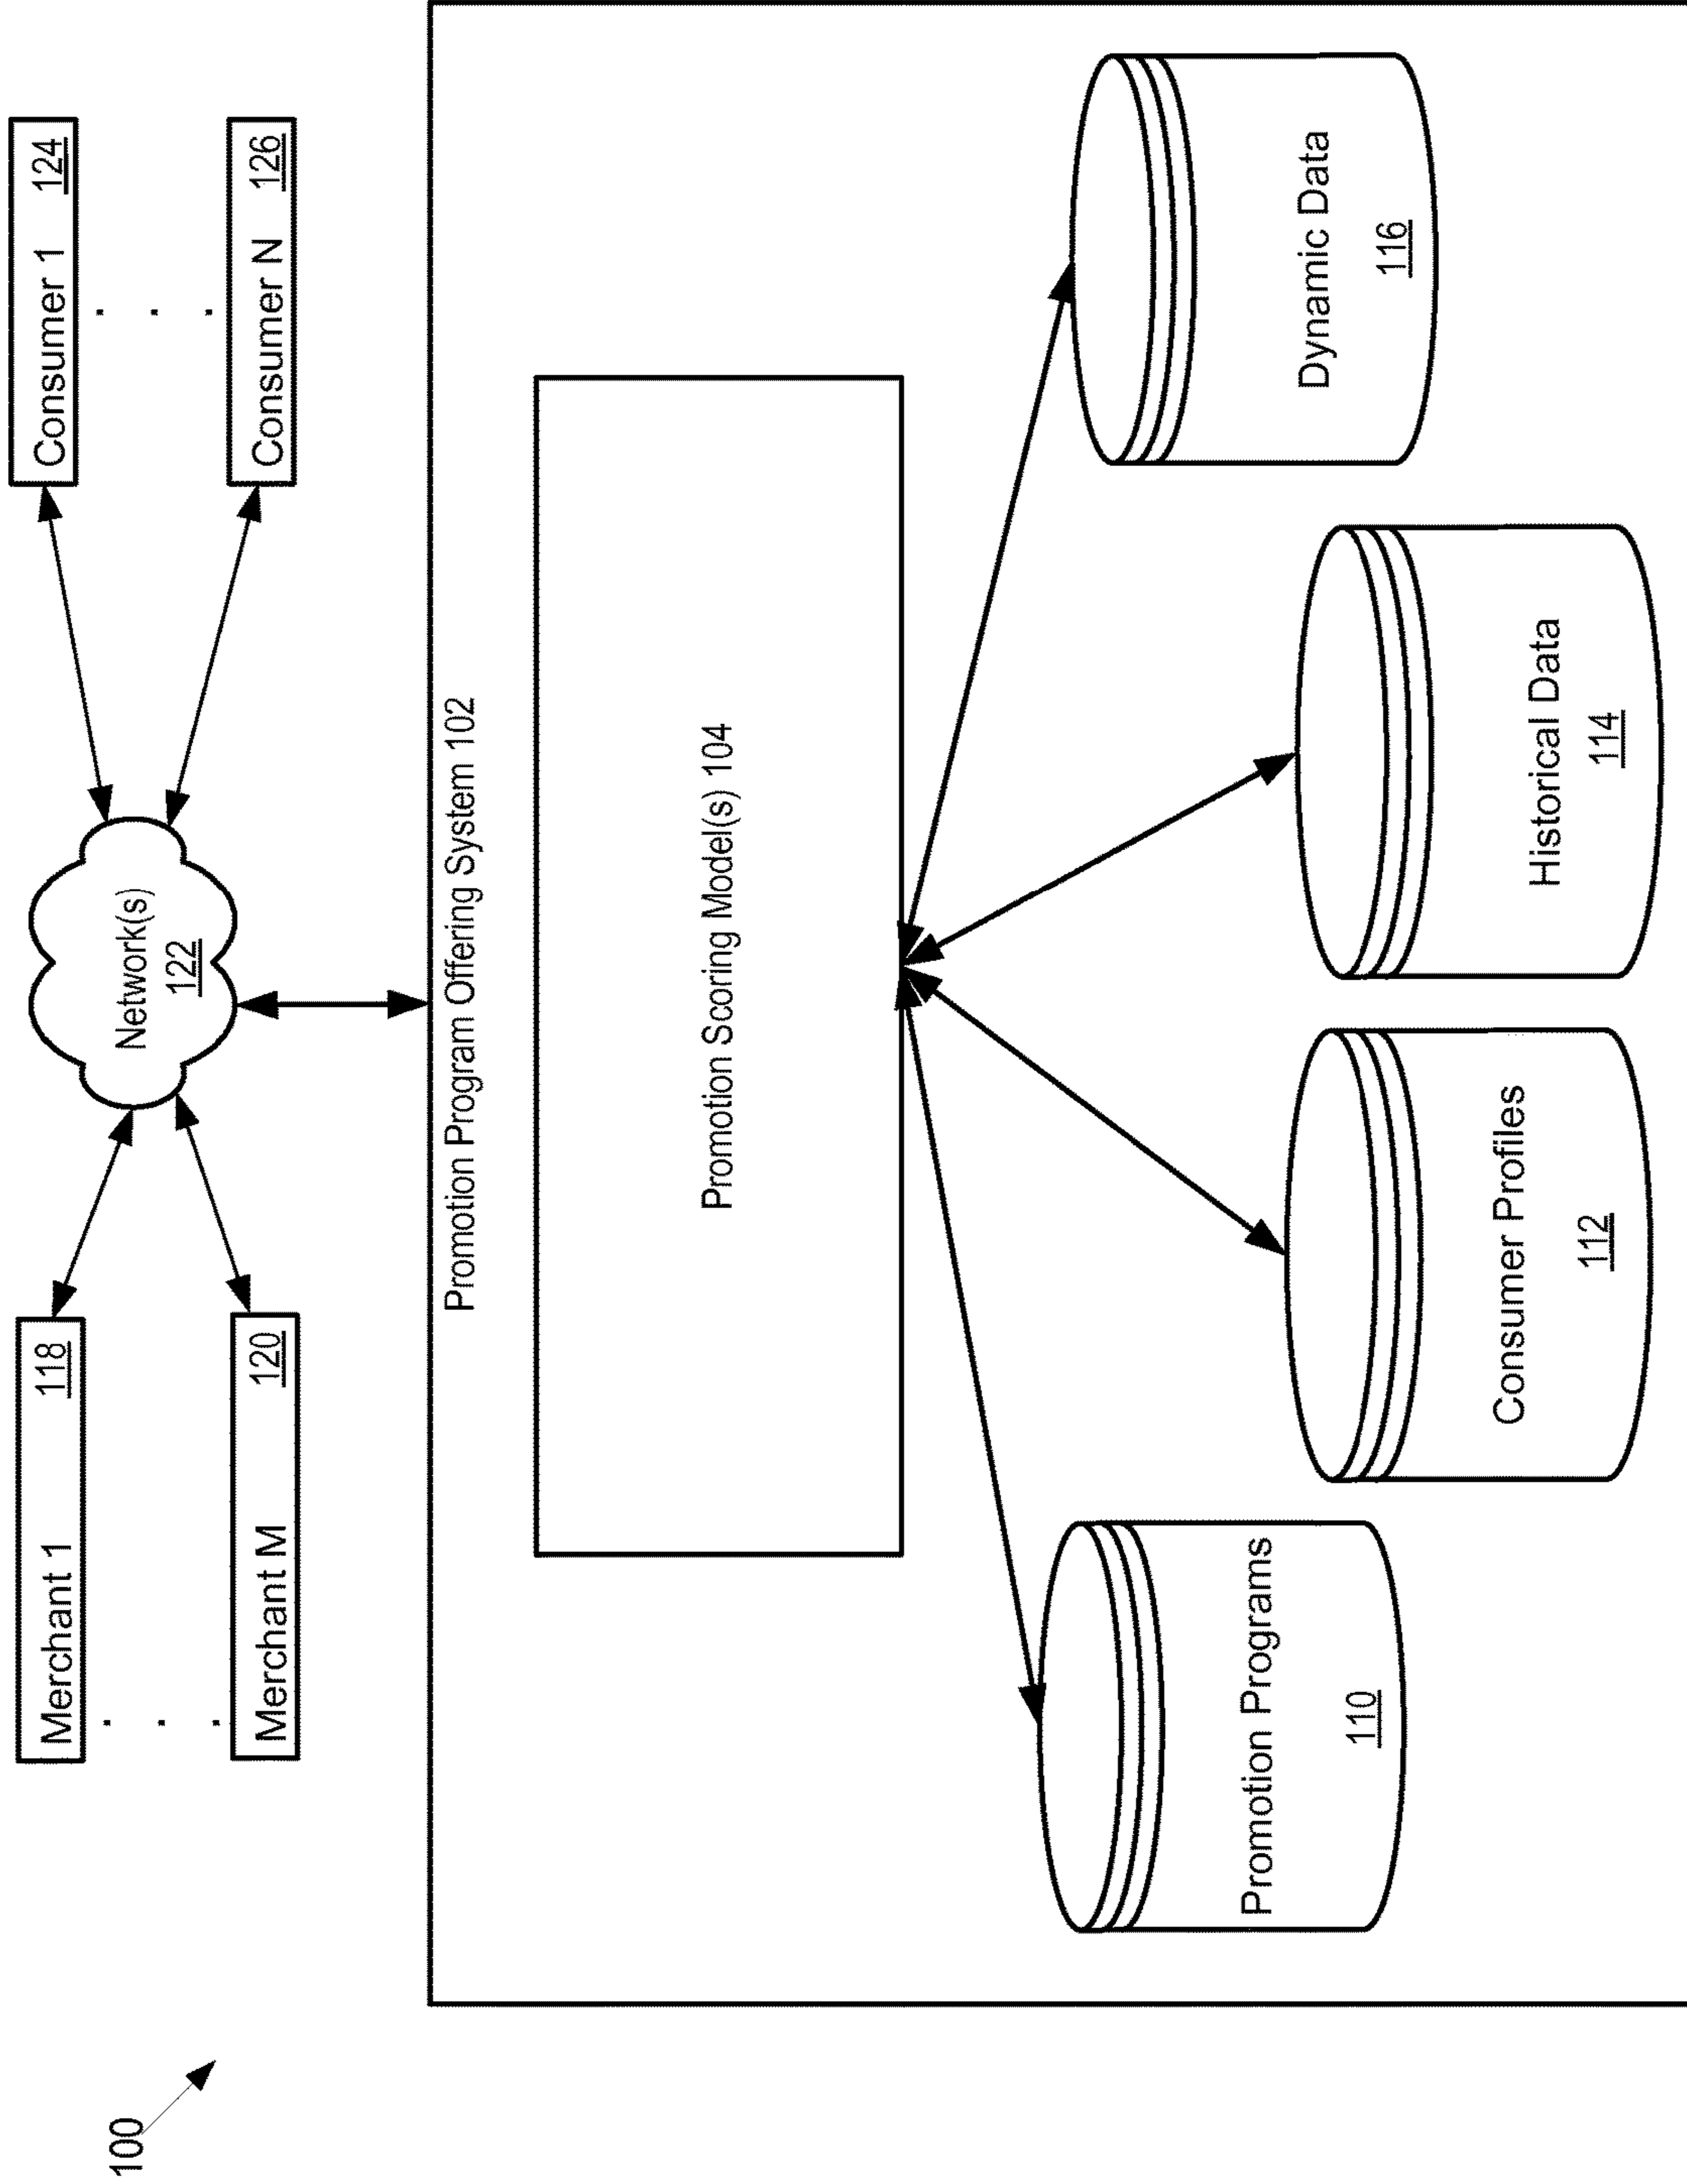 100
Merchant 1 118
. . .
Merchant M 120
Network(s)
122
Consumer 1 124
. . .
Consumer N 126
Promotion Program Offering System 102
Promotion Scoring Model(s) 104
Promotion Programs
110
Consumer Profiles
112
Historical Data
114
Dynamic Data
116